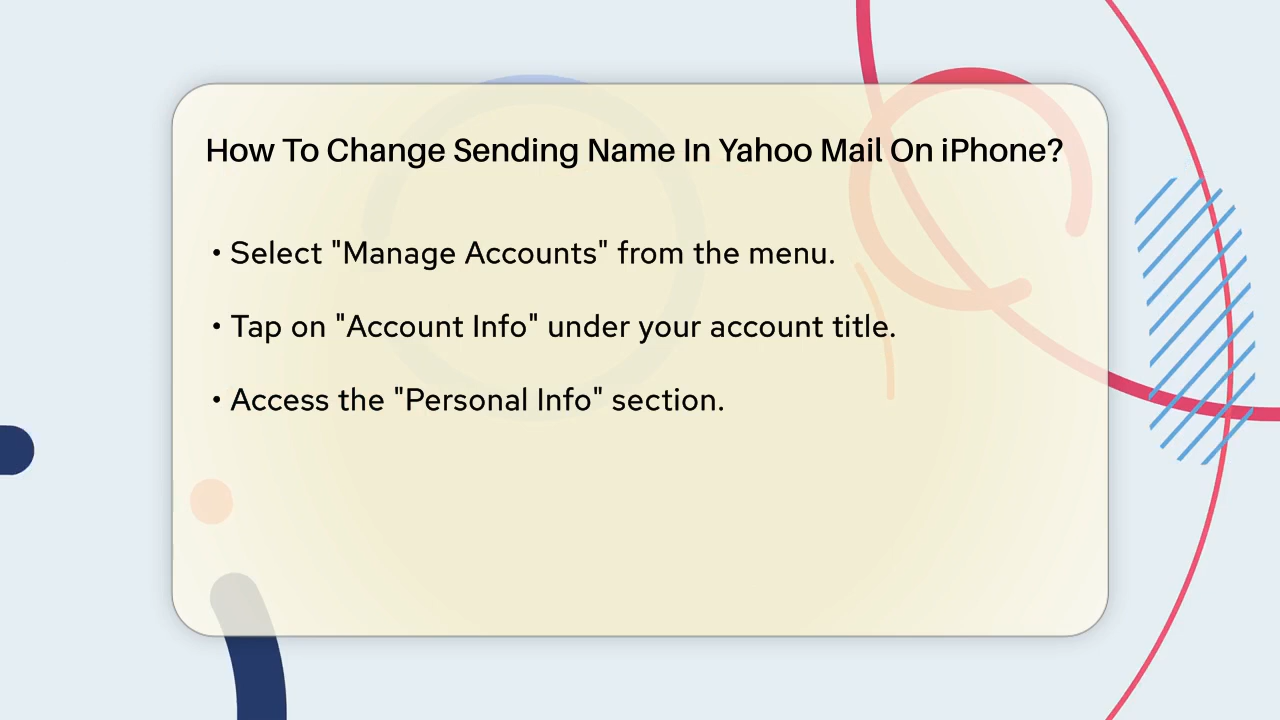 How To Change Sending Name In Yahoo Mail On iPhone?
• Select "Manage Accounts" from the menu.
• Tap on "Account Info" under your account title.
• Access the "Personal Info" section.